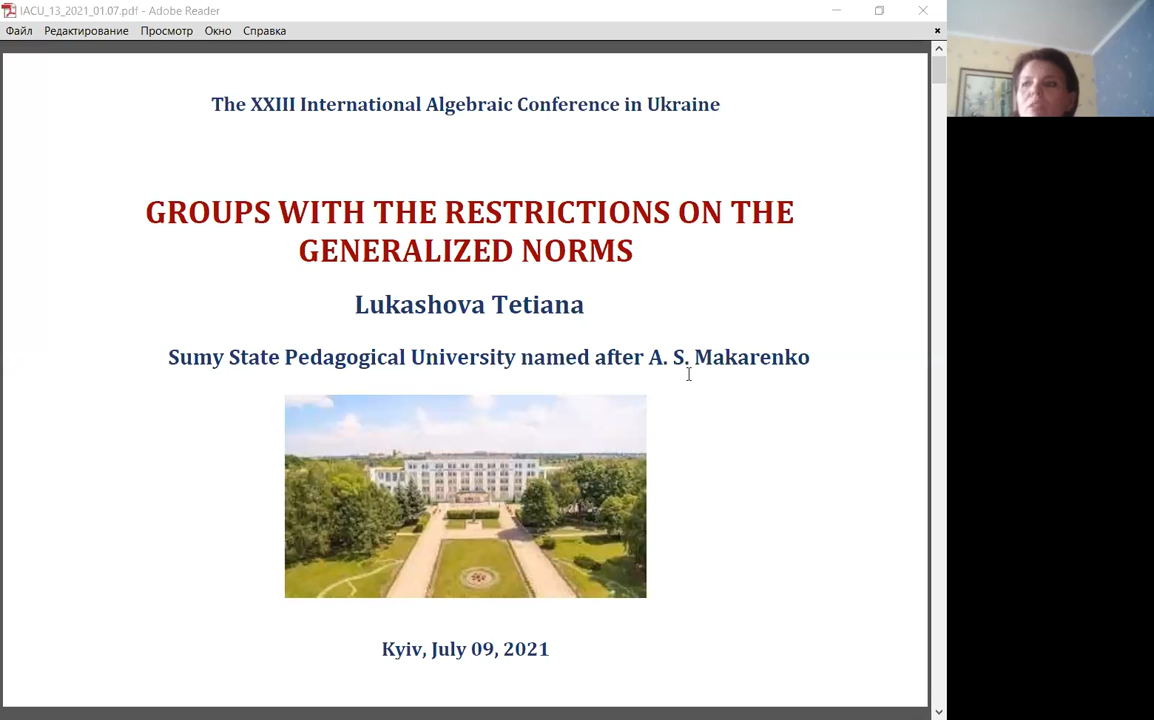 IACU_13_2021_01.07.pdf - Adobe Reader
Файл Редактирование Просмотр Окно Справка
The XXIII International Algebraic Conference in Ukraine
GROUPS WITH THE RESTRICTIONS ON THE
GENERALIZED NORMS
Lukashova Tetiana
Sumy State Pedagogical University named after A. S. Makarenko
Kyiv, July 09, 2021